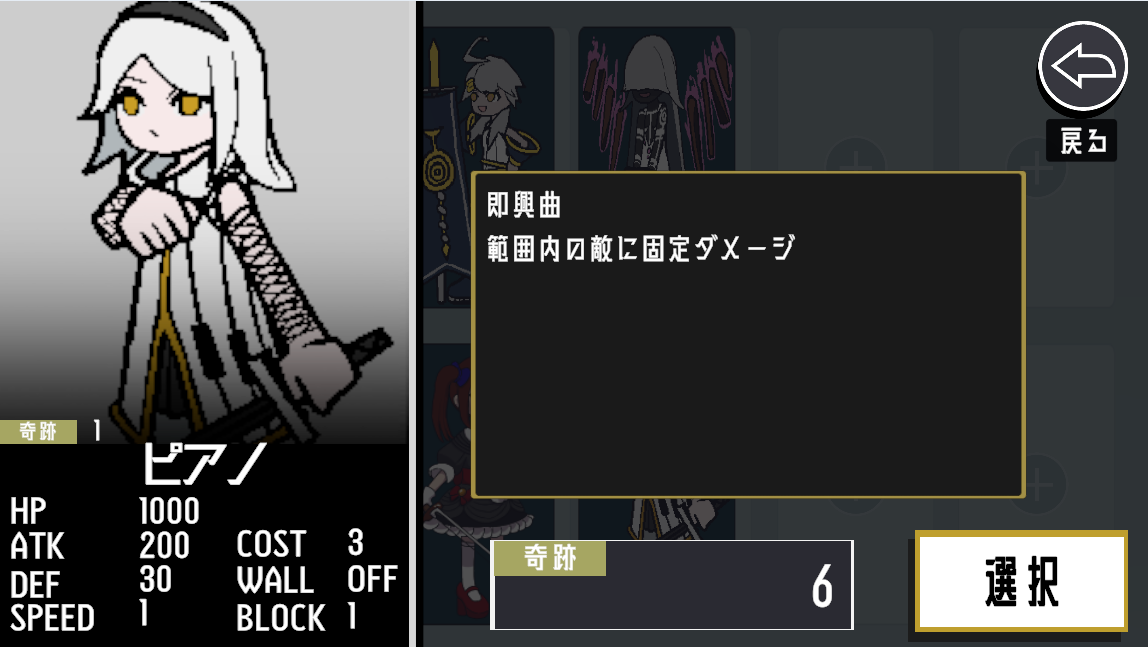 奇跡 1
ピアノ
HP 1000
ATK 200 COST 3
DEF 30 WALL OFF
SPEED 1 BLOCK 1
戻る
即興曲
範囲内の敵に固定ダメージ
奇跡
6
選択